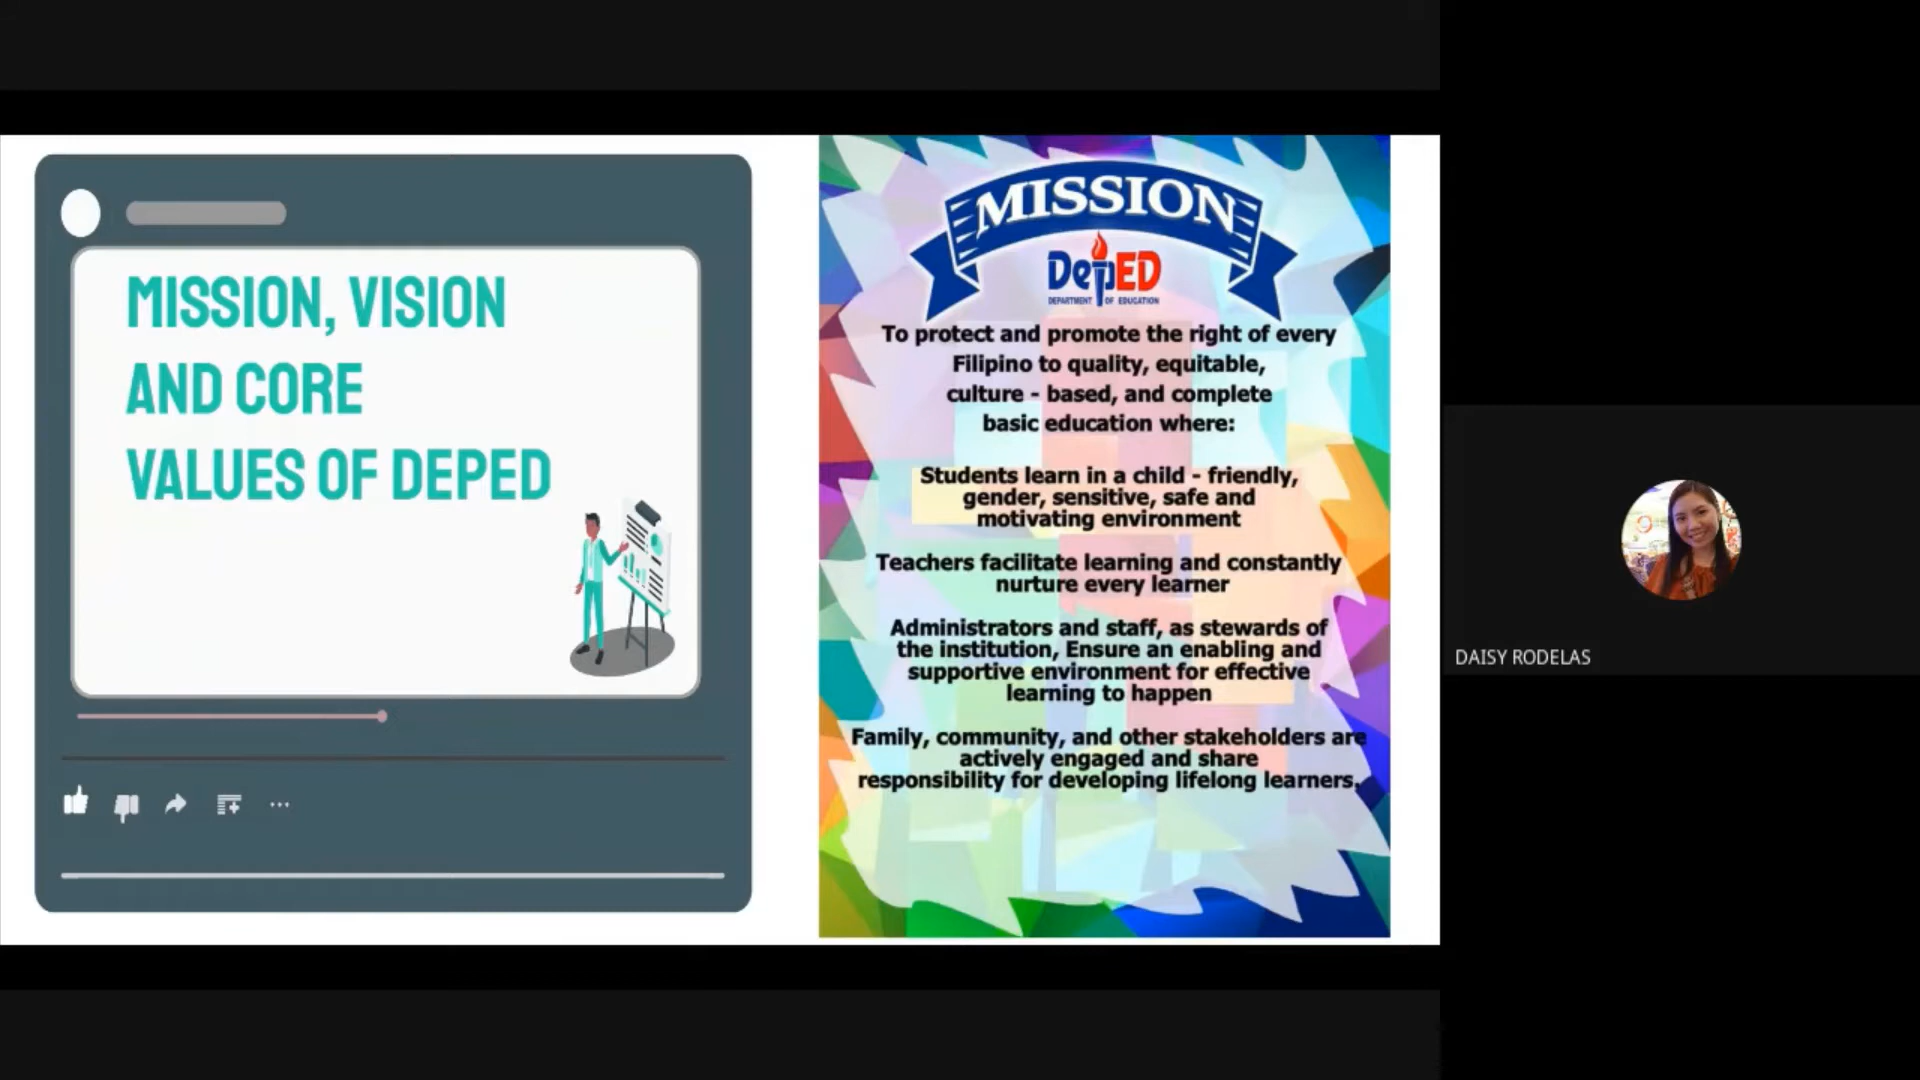 MISSION, VISION
AND CORE
VALUES OF DEPED
MISSION
DepED
DEPARTMENT OF EDUCATION
To protect and promote the right of every
Filipino to quality, equitable,
culture - based, and complete
basic education where:
Students learn in a child - friendly,
gender, sensitive, safe and
motivating environment
Teachers facilitate learning and constantly
nurture every learner
Administrators and staff, as stewards of
the institution, Ensure an enabling and
supportive environment for effective
learning to happen
Family, community, and other stakeholders are
actively engaged and share
responsibility for developing lifelong learners.
DAISY RODELAS